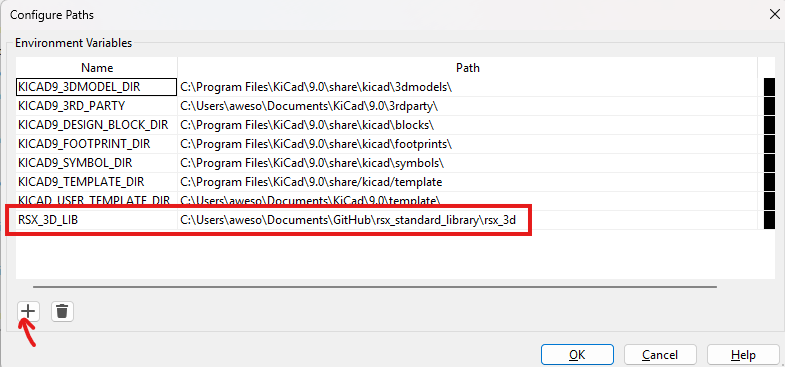 Configure Paths
Environment Variables
Name Path
KICAD9_3DMODEL_DIR C:\Program Files\KiCad\9.0\share\kicad\3dmodels\
KICAD9_3RD_PARTY C:\Users\aweso\Documents\KiCad\9.0\3rdparty\
KICAD9_DESIGN_BLOCK_DIR C:\Program Files\KiCad\9.0\share\kicad\blocks\
KICAD9_FOOTPRINT_DIR C:\Program Files\KiCad\9.0\share\kicad\footprints\
KICAD9_SYMBOL_DIR C:\Program Files\KiCad\9.0\share\kicad\symbols\
KICAD9_TEMPLATE_DIR C:\Program Files\KiCad\9.0\share/kicad/template
KICAD_USER_TEMPLATE_DIR C:\Users\aweso\Documents\KiCad\9.0\template\
RSX_3D_LIB C:\Users\aweso\Documents\GitHub\rsx_standard_library\rsx_3d
OK Cancel Help